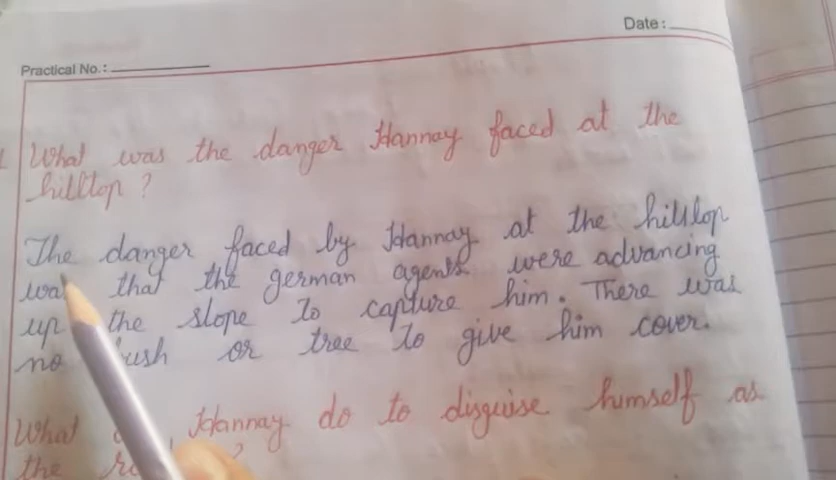 Date:
Practical No.:
What was the danger Hannay faced at the
hilltop ?
The danger faced by Hannay at the hilltop
was that the german agents were advancing
up the slope to capture him. There was
no bush or tree to give him cover.
What Hannay do to disguise himself as
the ?